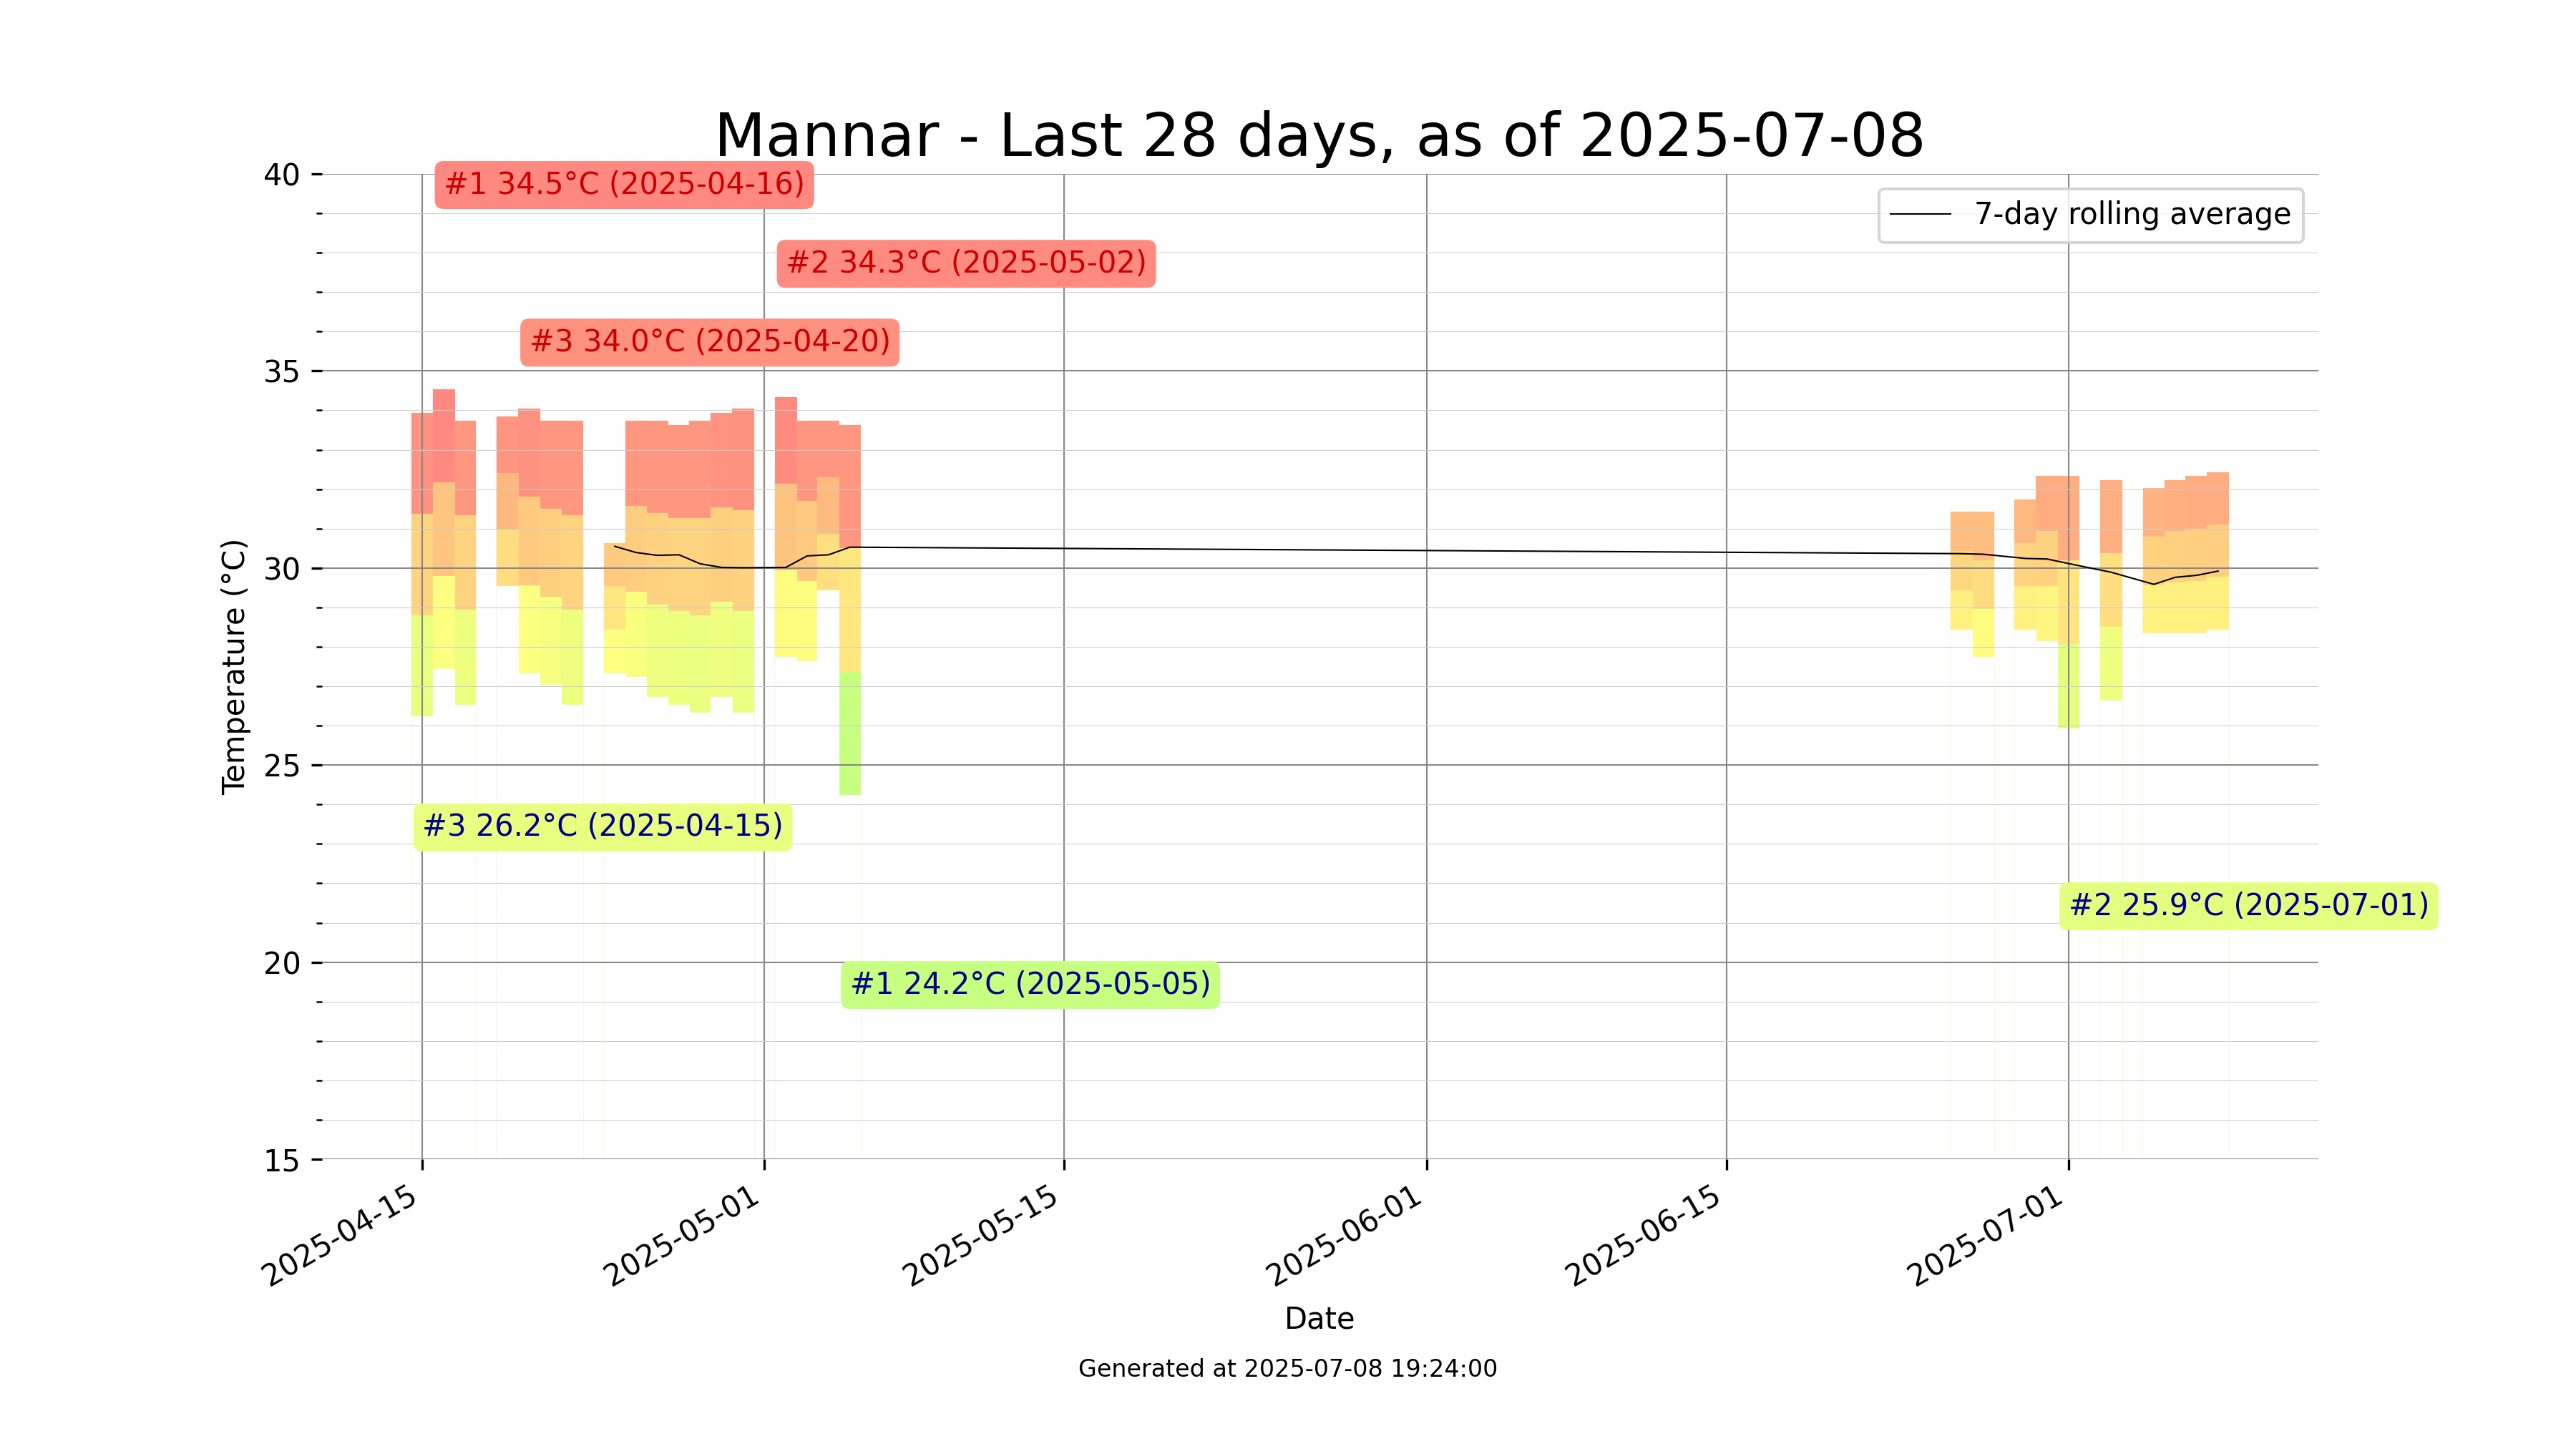 Mannar - Last 28 days, as of 2025-07-08
40
35
30
25
20
15
Temperature (°C)
#1 34.5°C (2025-04-16)
#2 34.3°C (2025-05-02)
#3 34.0°C (2025-04-20)
7-day rolling average
#3 26.2°C (2025-04-15)
#2 25.9°C (2025-07-01)
#1 24.2°C (2025-05-05)
2025-04-15
2025-05-01
2025-05-15
2025-06-01
2025-06-15
2025-07-01
Date
Generated at 2025-07-08 19:24:00